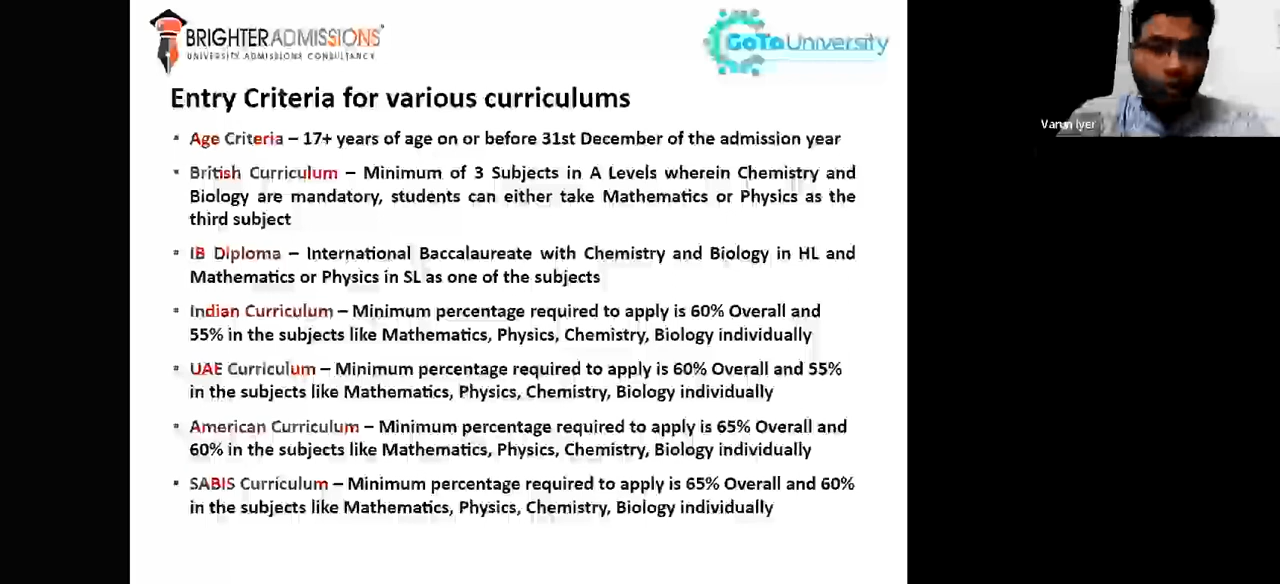 BRIGHTER ADMISSIONS
UNIVERSITY ADMISSIONS CONSULTANCY
GoToUniversity
Varun Iyer
Entry Criteria for various curriculums
Age Criteria – 17+ years of age on or before 31st December of the admission year
British Curriculum – Minimum of 3 Subjects in A Levels wherein Chemistry and
Biology are mandatory, students can either take Mathematics or Physics as the
third subject
IB Diploma – International Baccalaureate with Chemistry and Biology in HL and
Mathematics or Physics in SL as one of the subjects
Indian Curriculum – Minimum percentage required to apply is 60% Overall and
55% in the subjects like Mathematics, Physics, Chemistry, Biology individually
UAE Curriculum – Minimum percentage required to apply is 60% Overall and 55%
in the subjects like Mathematics, Physics, Chemistry, Biology individually
American Curriculum – Minimum percentage required to apply is 65% Overall and
60% in the subjects like Mathematics, Physics, Chemistry, Biology individually
SABIS Curriculum – Minimum percentage required to apply is 65% Overall and 60%
in the subjects like Mathematics, Physics, Chemistry, Biology individually